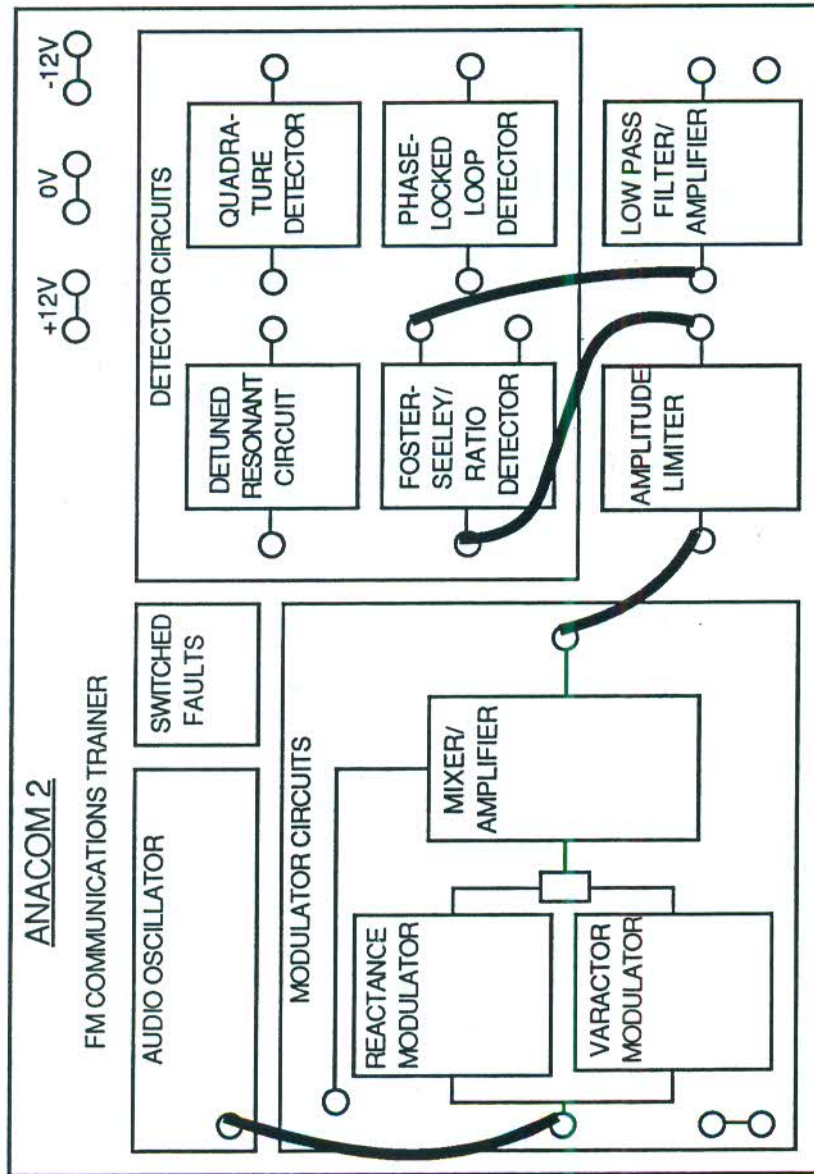 ANACOM 2
FM COMMUNICATIONS TRAINER
+12V
0V
-12V
AUDIO OSCILLATOR
SWITCHED
FAULTS
MODULATOR CIRCUITS
REACTANCE
MODULATOR
VARACTOR
MODULATOR
MIXER/
AMPLIFIER
DETECTOR CIRCUITS
DETUNED
RESONANT
CIRCUIT
QUADRA-
TURE
DETECTOR
FOSTER-
SEELEY/
RATIO
DETECTOR
PHASE-
LOCKED
LOOP
DETECTOR
AMPLITUDE
LIMITER
LOW PASS
FILTER/
AMPLIFIER